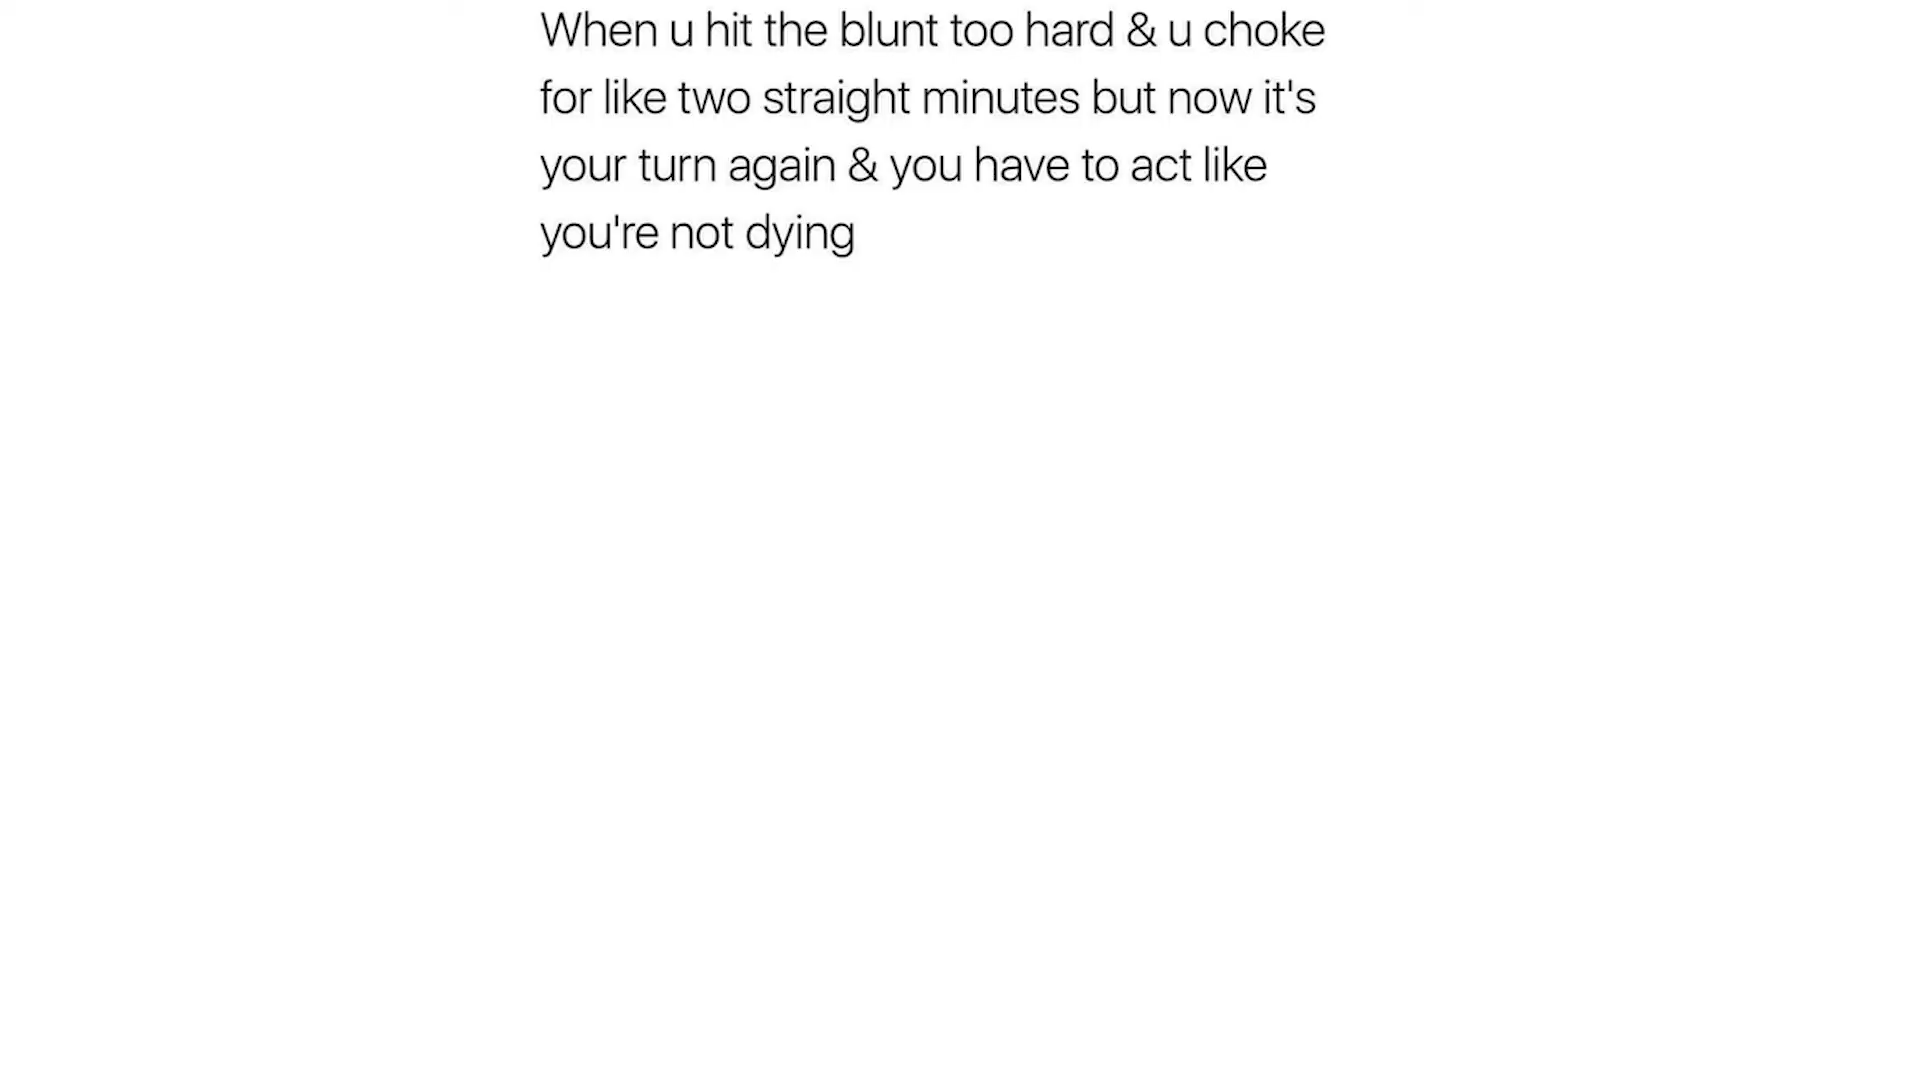 When u hit the blunt too hard & u choke
for like two straight minutes but now it's
your turn again & you have to act like
you're not dying